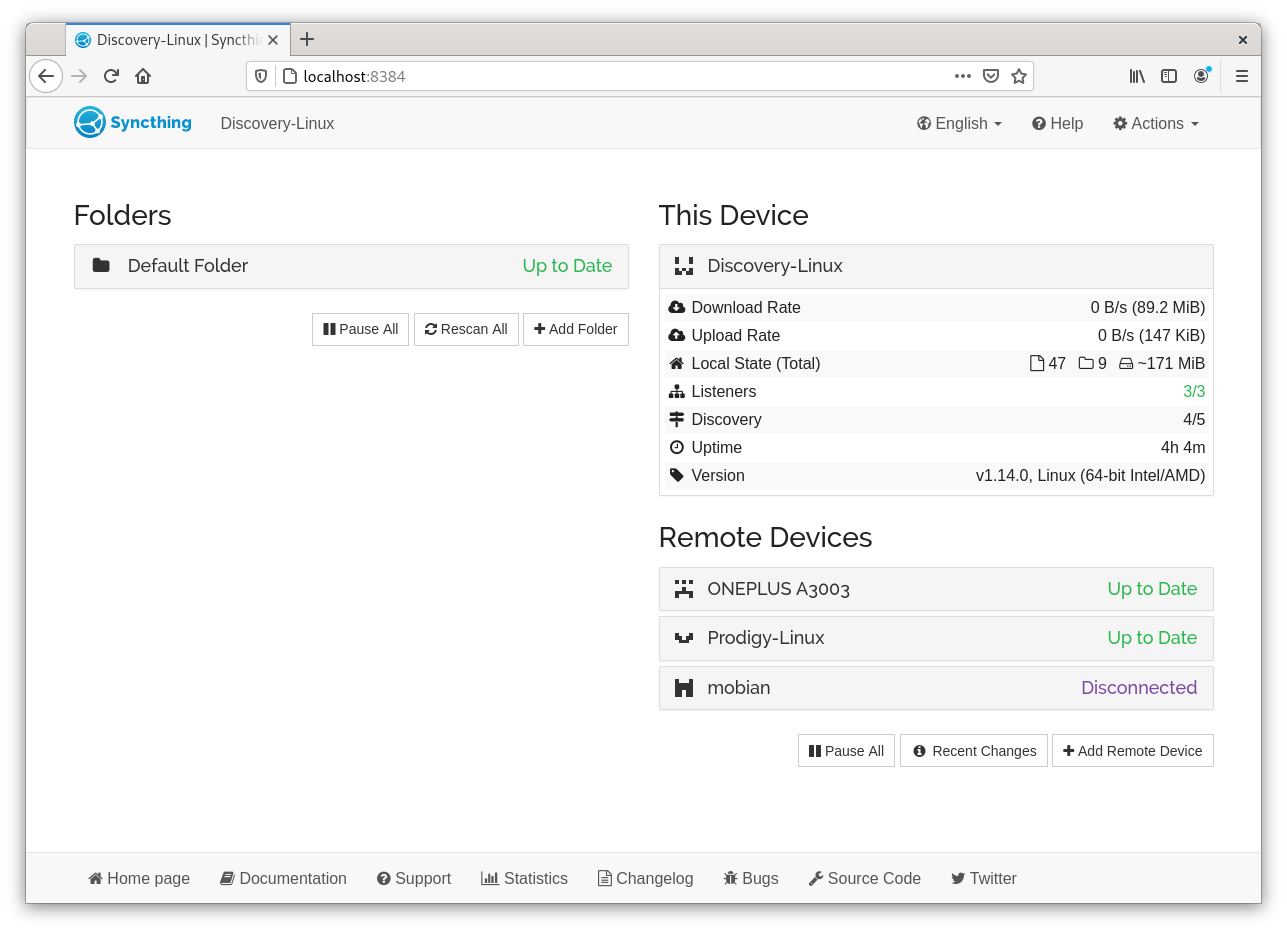 Discovery-Linux | Syncthin
localhost:8384
Syncthing Discovery-Linux English Help Actions
Folders
Default Folder Up to Date
Pause All Rescan All Add Folder
This Device
Discovery-Linux
Download Rate 0 B/s (89.2 MiB)
Upload Rate 0 B/s (147 KiB)
Local State (Total) 47 9 ~171 MiB
Listeners 3/3
Discovery 4/5
Uptime 4h 4m
Version v1.14.0, Linux (64-bit Intel/AMD)
Remote Devices
ONEPLUS A3003 Up to Date
Prodigy-Linux Up to Date
mobian Disconnected
Pause All Recent Changes Add Remote Device
Home page Documentation Support Statistics Changelog Bugs Source Code Twitter